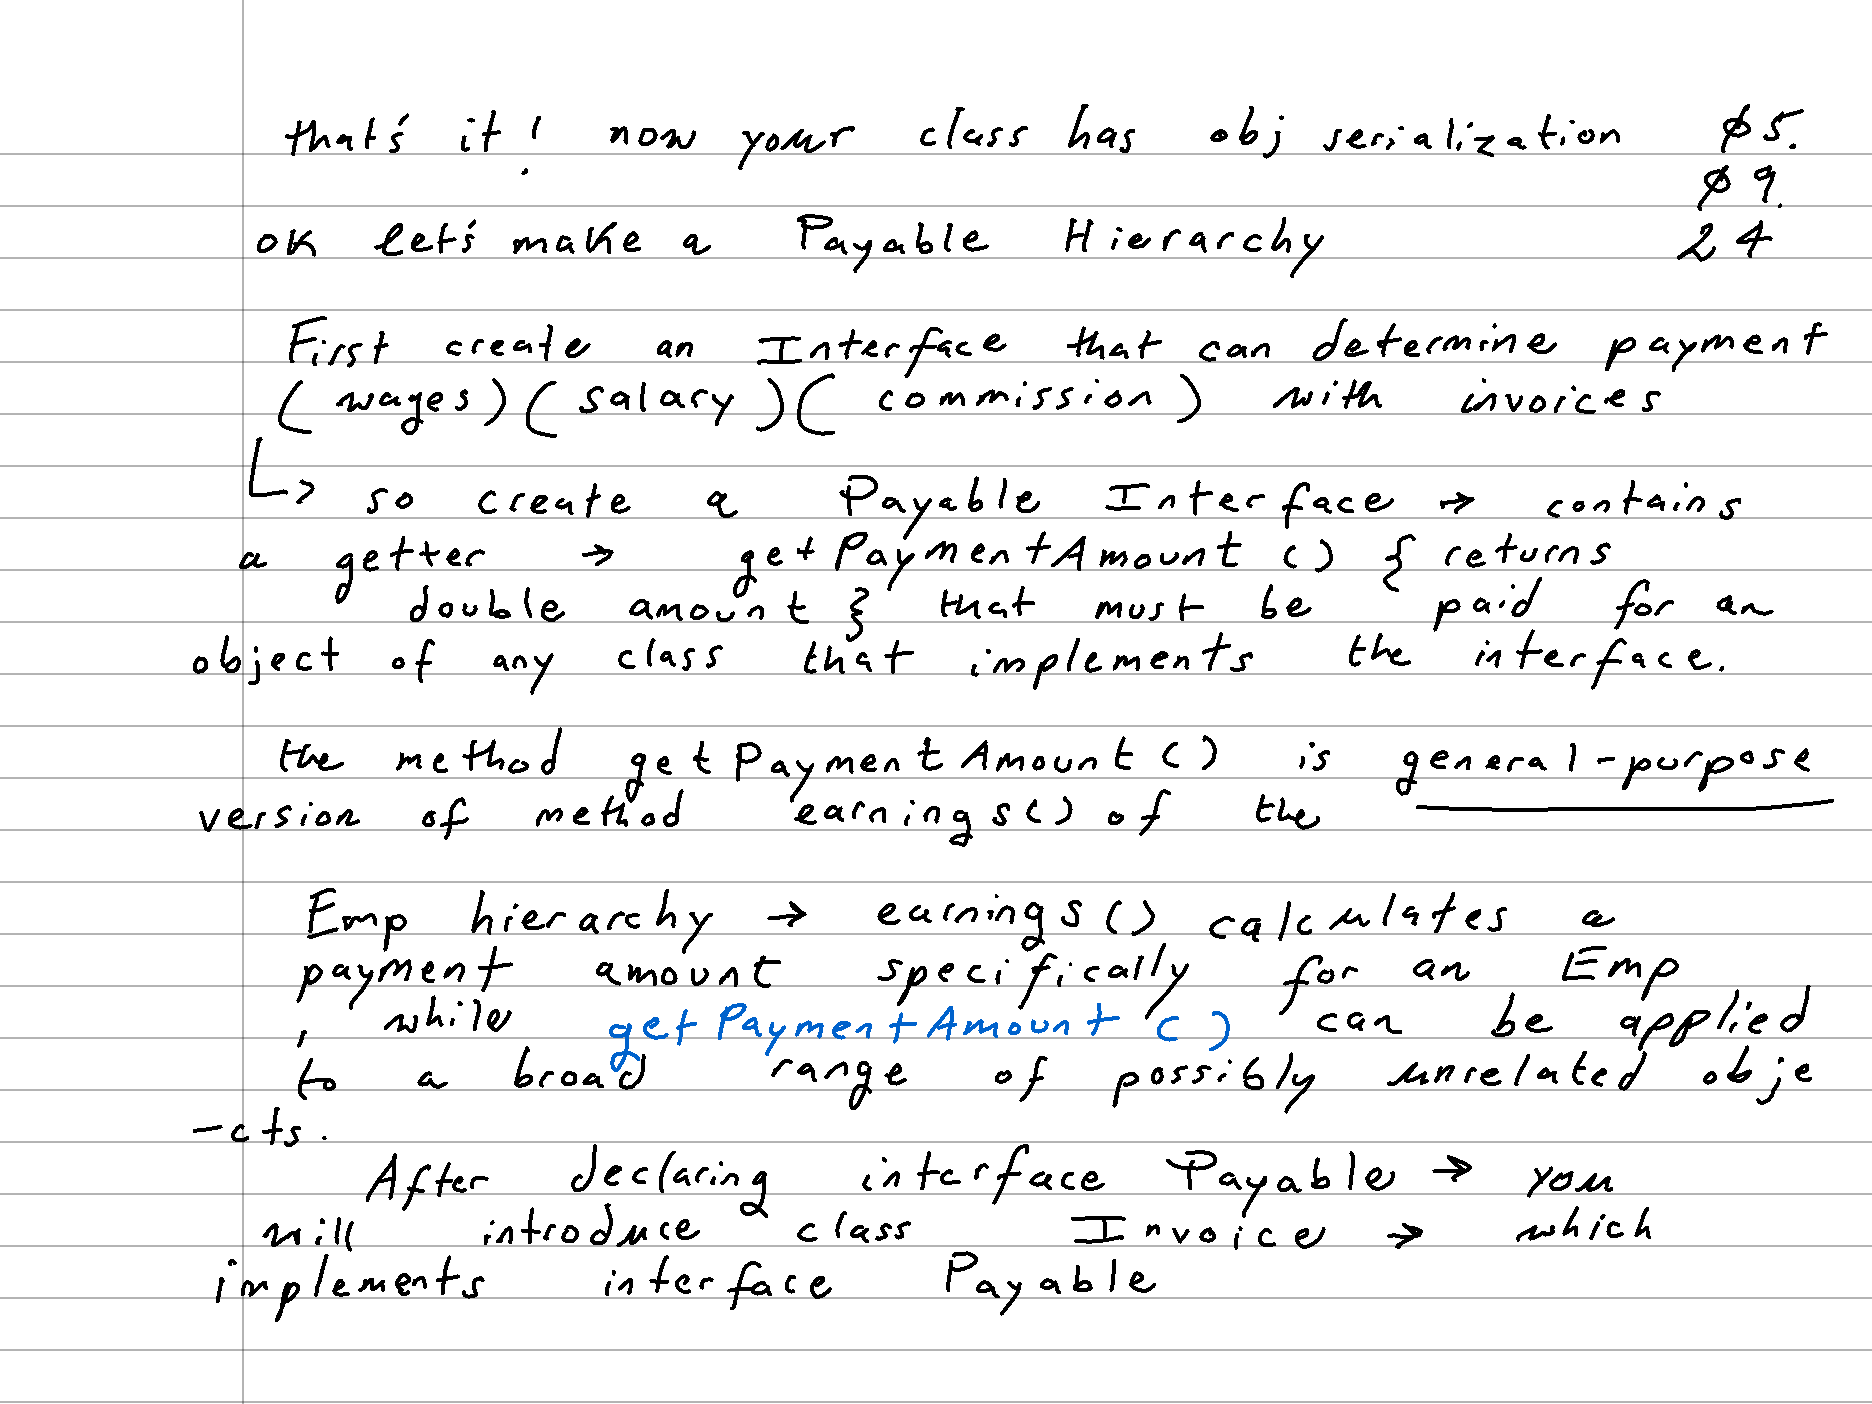 that's it! now your class has obj serialization ø5.
ø9.
ok let's make a Payable Hierarchy 24
First create an Interface that can determine payment
(wages)(salary)(commission) with invoices
↳ so create a Payable Interface → contains
a getter → getPaymentAmount () { returns
double amount } that must be paid for an
object of any class that implements the interface.
the method getPaymentAmount () is general-purpose
version of method earnings() of the
Emp hierarchy → earnings () calculates a
payment amount specifically for an Emp
, while getPaymentAmount () can be applied
to a broad range of possibly unrelated obje
-cts.
After declaring interface Payable → you
will introduce class Invoice → which
implements interface Payable